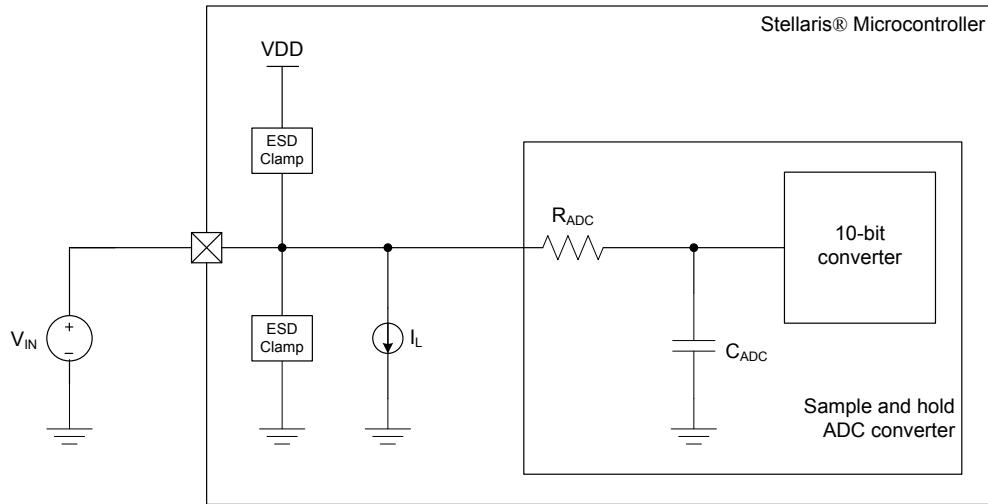 Stellaris® Microcontroller
VDD
ESD
Clamp
R_ADC
10-bit
converter
V_IN
+
−
ESD
Clamp
I_L
C_ADC
Sample and hold
ADC converter